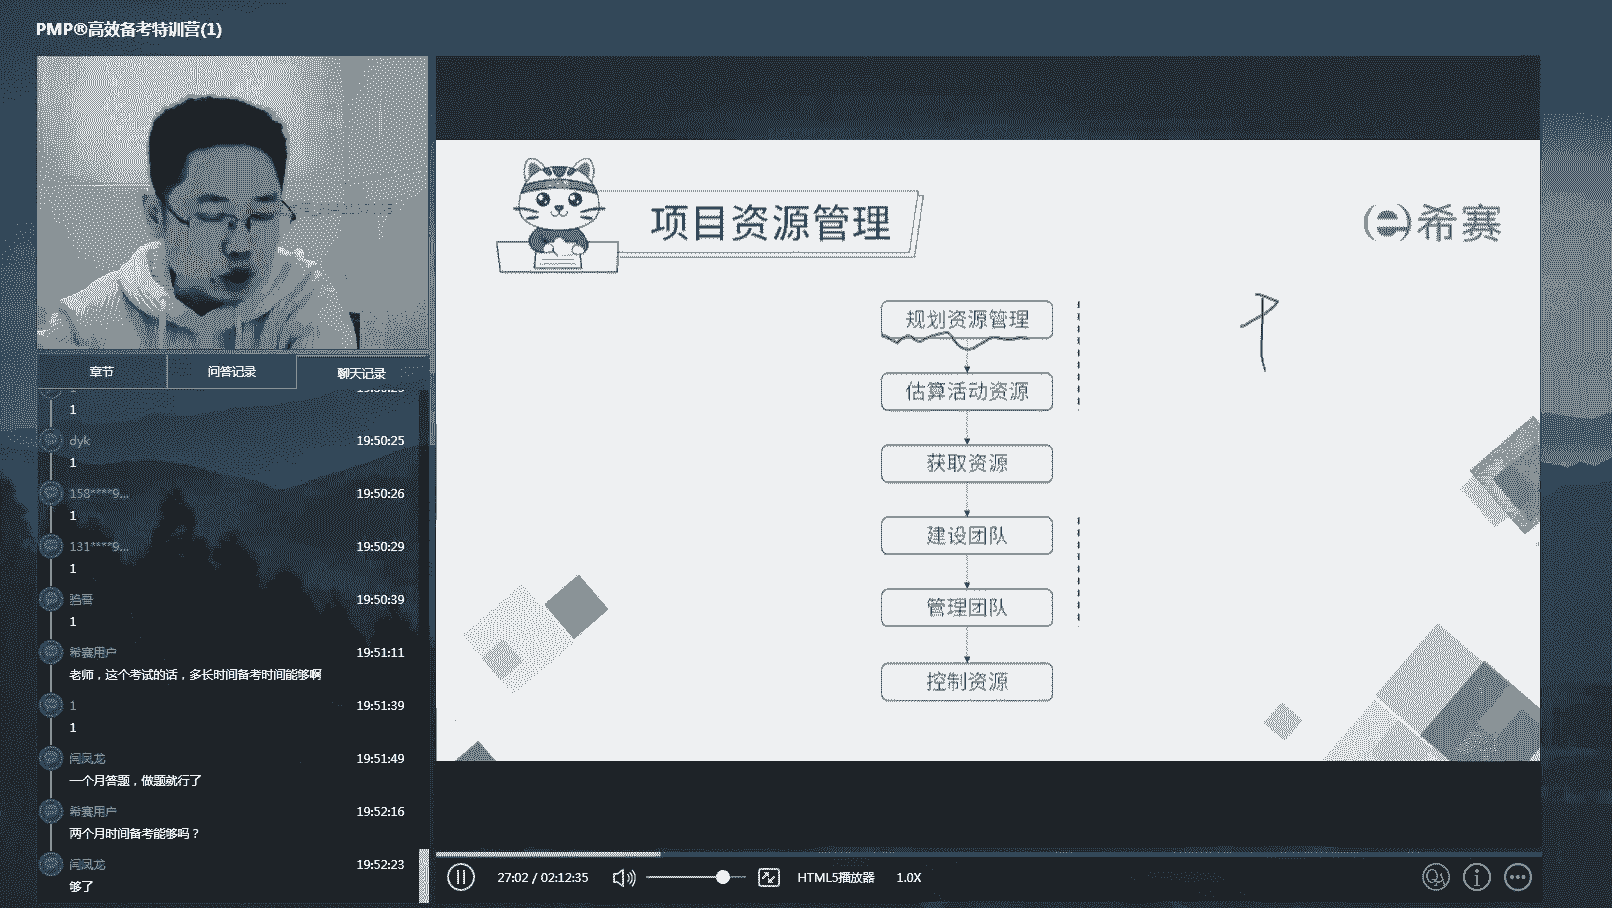 PMP®高效备考特训营(1)
章节
问答记录
聊天记录
1
dyk
19:50:25
1
158****9...
19:50:26
1
131****9...
19:50:29
1
19:50:39
1
希赛用户
19:51:11
老师，这个考试的话，多长时间备考时间能够啊
1
19:51:39
1
闫凤龙
19:51:49
一个月答题，做题就行了
希赛用户
19:52:16
两个月时间备考能够吗？
闫凤龙
19:52:23
够了
项目资源管理
希赛
规划资源管理
估算活动资源
获取资源
建设团队
管理团队
控制资源
P
27:02 / 02:12:35
HTML5播放器
1.0X
QA